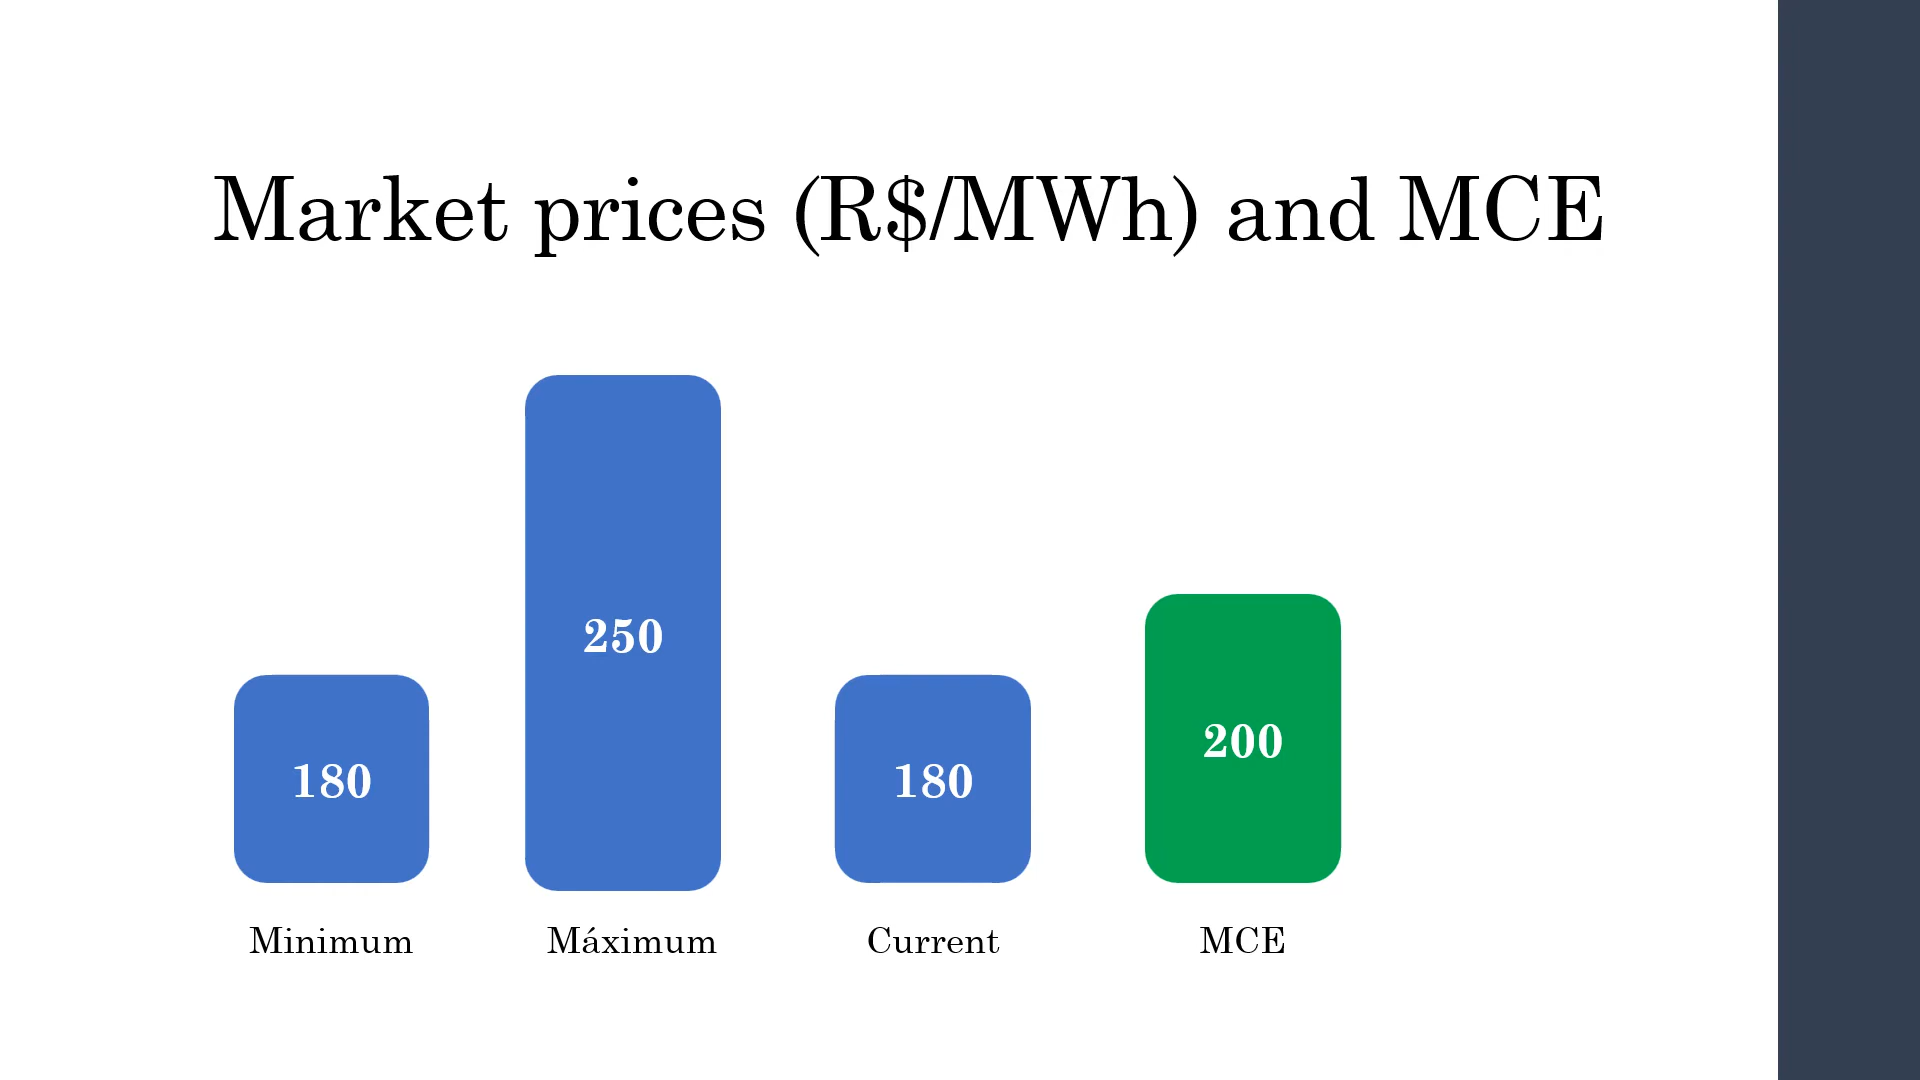 Market prices (R$/MWh) and MCE
250
180
180
200
Minimum
Máximum
Current
MCE